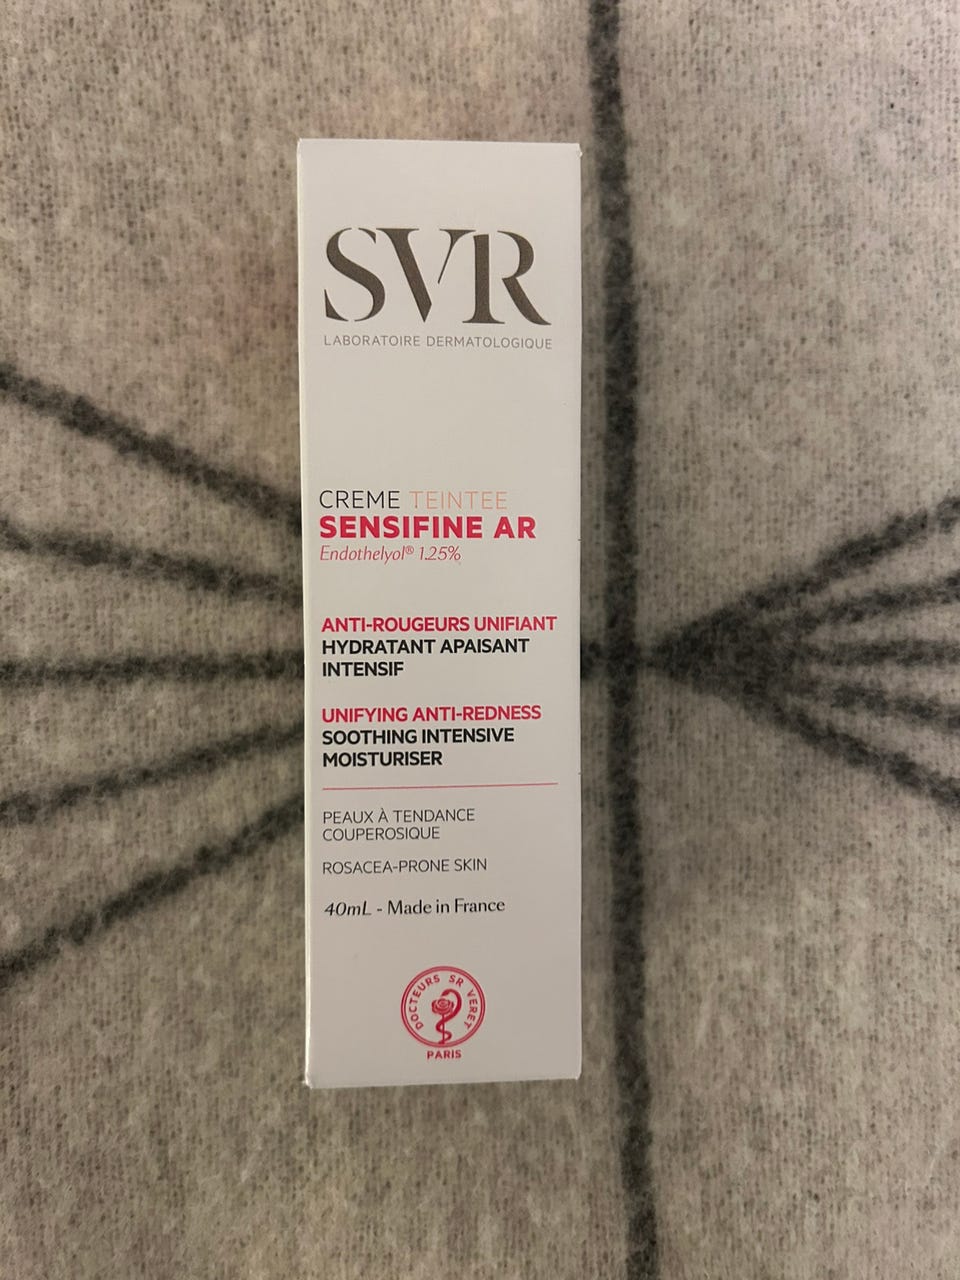 SVR
LABORATOIRE DERMATOLOGIQUE
CREME TEINTEE
SENSIFINE AR
Endothelyol® 1.25%
ANTI-ROUGEURS UNIFIANT
HYDRATANT APAISANT
INTENSIF
UNIFYING ANTI-REDNESS
SOOTHING INTENSIVE
MOISTURISER
PEAUX À TENDANCE
COUPEROSIQUE
ROSACEA-PRONE SKIN
40mL - Made in France
DOCTEURS SR VERET
PARIS